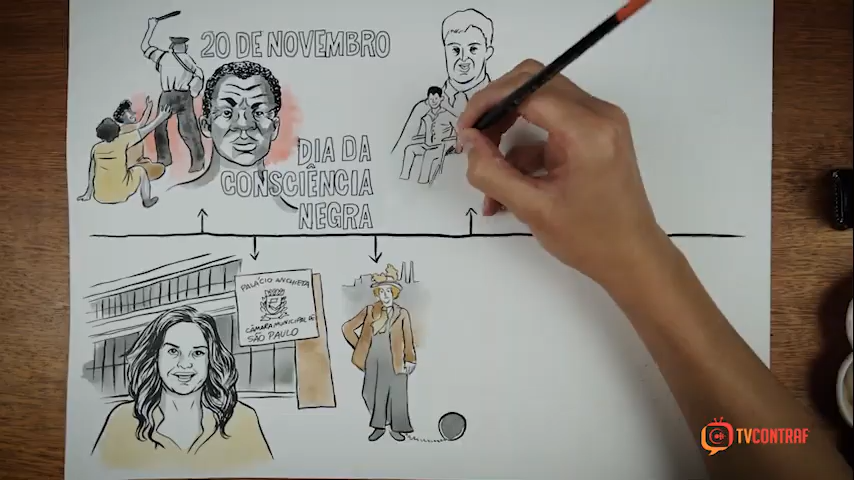 20 DE NOVEMBRO
DIA DA
CONSCIÊNCIA
NEGRA
PALÁCIO ANCHIETA
CÂMARA MUNICIPAL DE
SÃO PAULO
TVCONTRAF